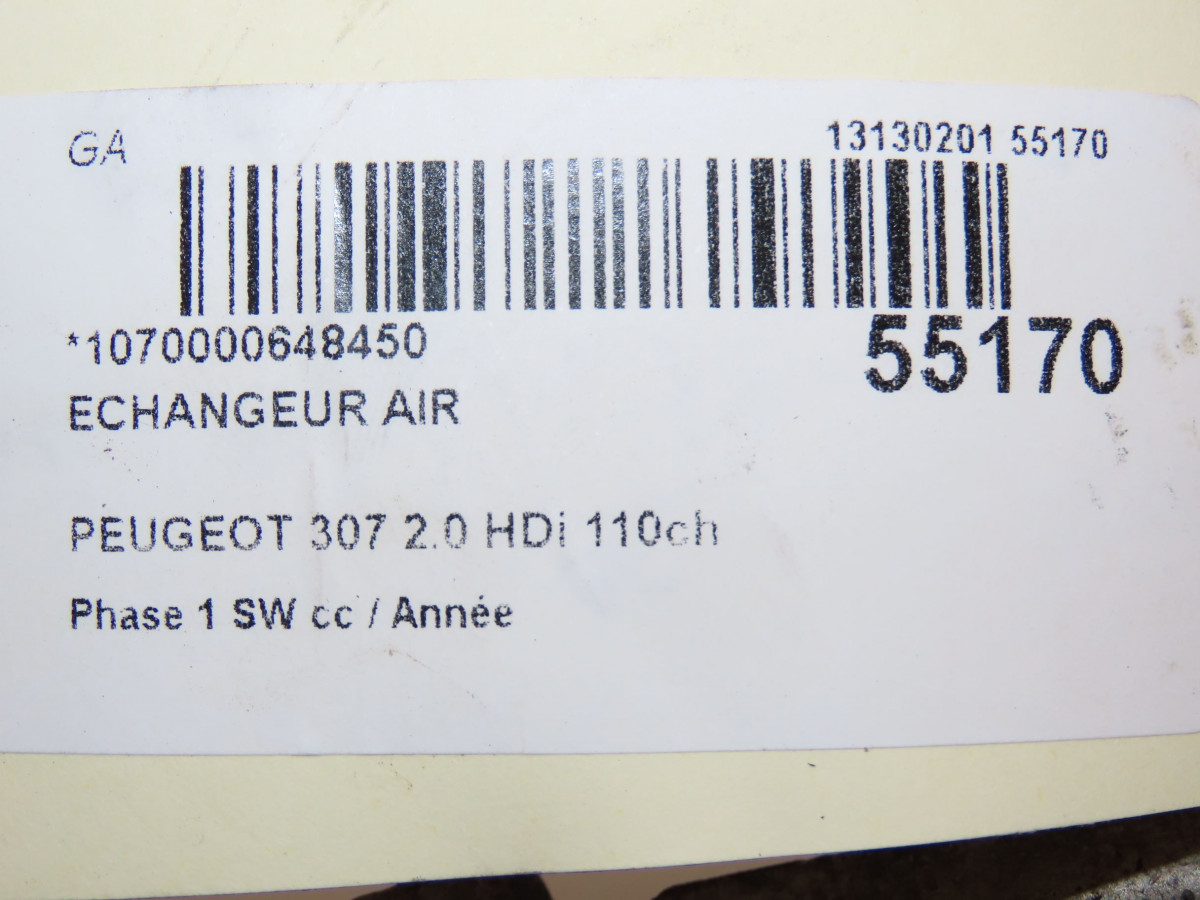 GA
13130201 55170
*1070000648450
55170
ECHANGEUR AIR
PEUGEOT 307 2.0 HDi 110ch
Phase 1 SW cc / Année